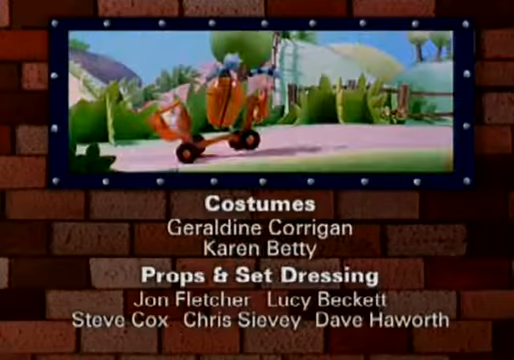 Costumes
Geraldine Corrigan
Karen Betty
Props & Set Dressing
Jon Fletcher Lucy Beckett
Steve Cox Chris Sievey Dave Haworth